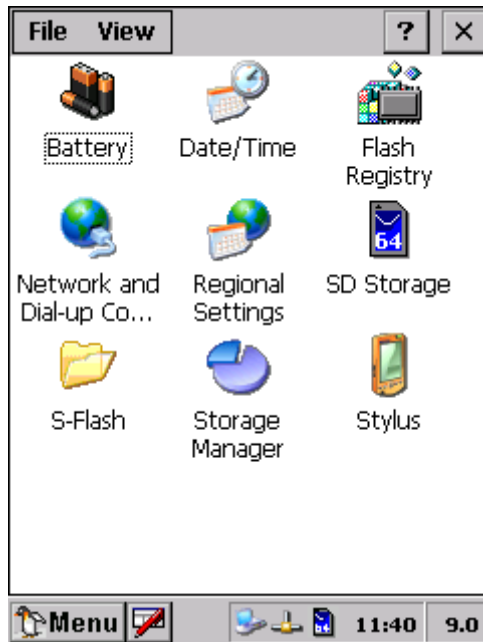 File View ? ×
Battery Date/Time Flash
Registry
64
Network and Regional SD Storage
Dial-up Co... Settings
S-Flash Storage Stylus
Manager
Menu 64 11:40 9.0